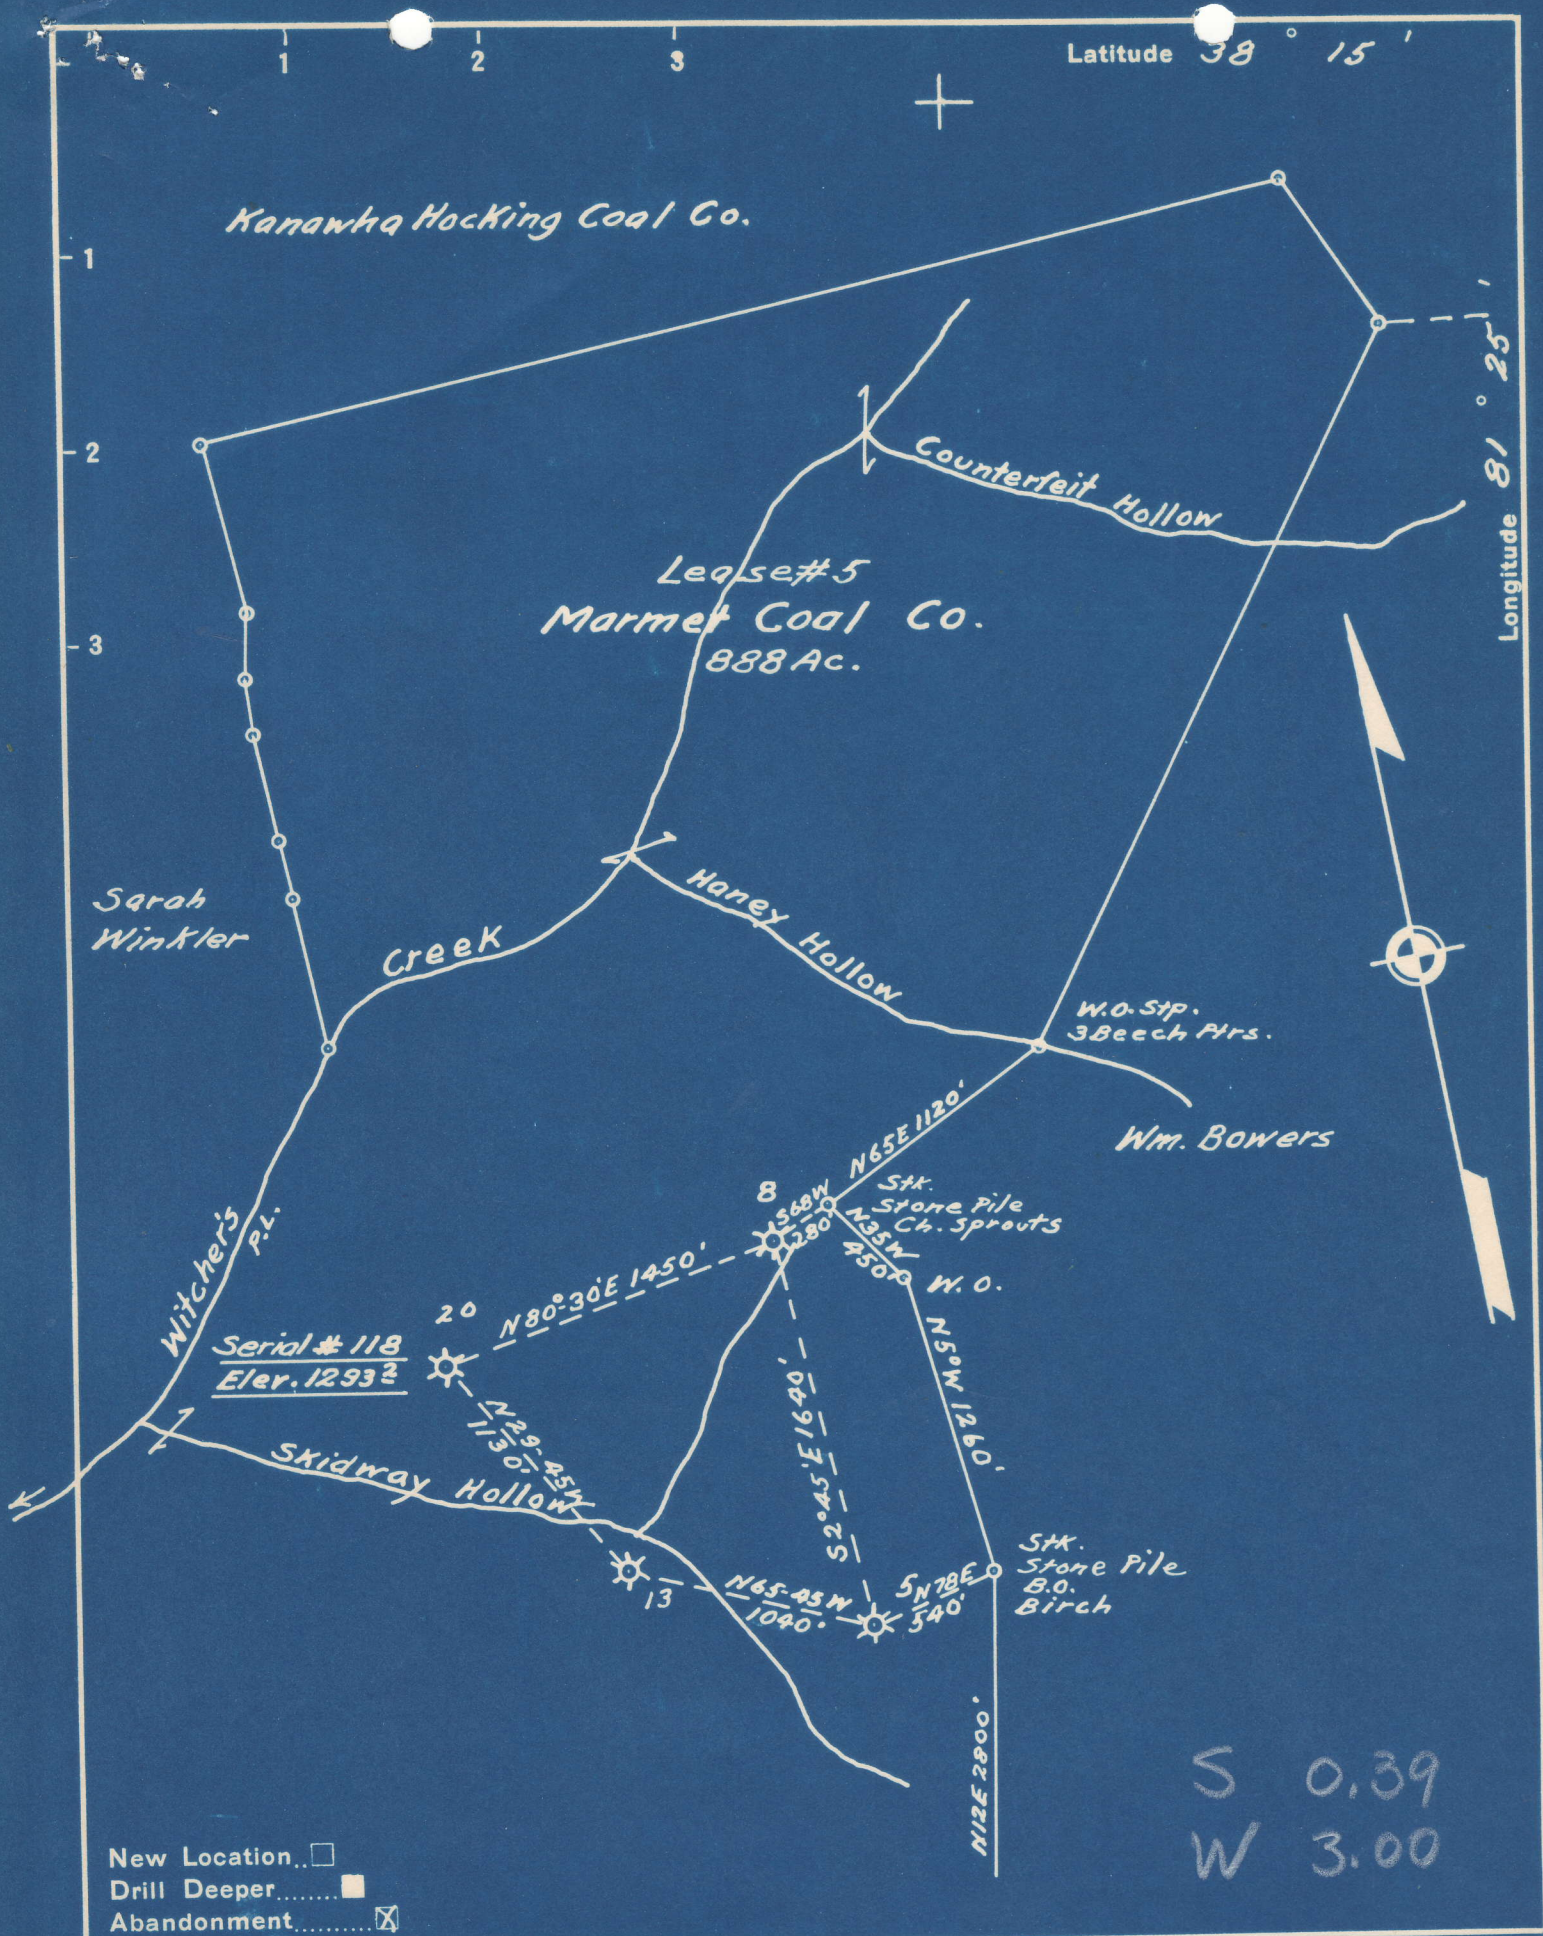 1 2 3
Latitude 38° 15'
Kanawha Hocking Coal Co.
1
Longitude 81° 25'
2
Counterfeit Hollow
Lease #5
Marmet Coal Co.
888 Ac.
3
Haney Hollow
Sarah
Winkler
Creek
W.O. Stp.
3 Beech Ptrs.
N65E 1120'
Wm. Bowers
8
S68W
280'
Stk.
Stone Pile
Ch. Sprouts
N35W
450'
W.O.
Witcher's
P.L.
20
N80°-30'E 1450'
Serial # 118
Elev. 1293²
N5°W 1260'
S2°45'E 1640'
N29-45W
1130'
Skidway Hollow
13
N65-45W
1040'
5
N78E
540'
Stk.
Stone Pile
B.O.
Birch
N12E 2800'
S 0.39
W 3.00
New Location..
Drill Deeper........
Abandonment.......... X